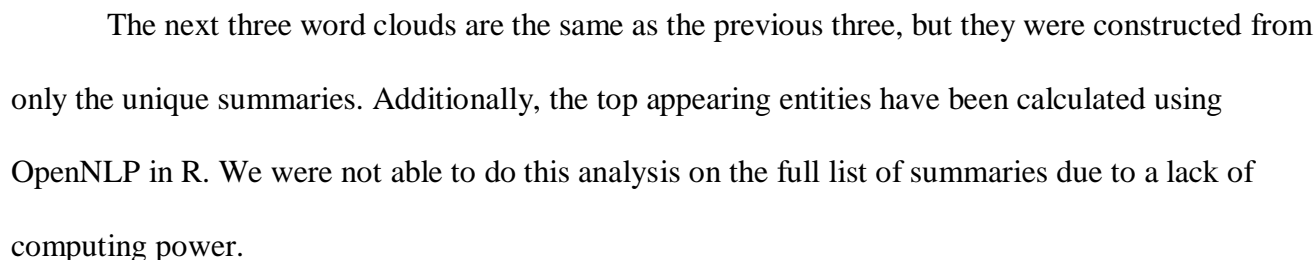 The next three word clouds are the same as the previous three, but they were constructed from
only the unique summaries. Additionally, the top appearing entities have been calculated using
OpenNLP in R. We were not able to do this analysis on the full list of summaries due to a lack of
computing power.